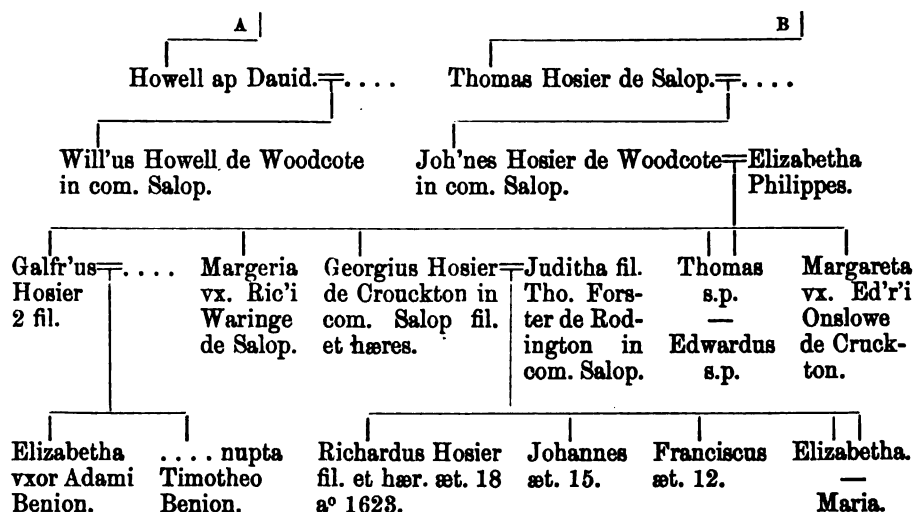 A B
Howell ap Dauid. . . . . Thomas Hosier de Salop. . . . .
Will'us Howell de Woodcote
in com. Salop.
Joh'nes Hosier de Woodcote
in com. Salop.
Elizabetha
Philippes.
Galfr'us . . . .
Hosier
2 fil.
Margeria
vx. Ric'i
Waringe
de Salop.
Georgius Hosier
de Crouckton in
com. Salop fil.
et hæres.
Juditha fil.
Tho. Fors-
ter de Rod-
ington in
com. Salop.
Thomas
s.p.
—
Edwardus
s.p.
Margareta
vx. Ed'r'i
Onslowe
de Cruck-
ton.
Elizabetha
vxor Adami
Benion.
. . . . nupta
Timotheo
Benion.
Richardus Hosier
fil. et hær. æt. 18
aº 1623.
Johannes
æt. 15.
Franciscus
æt. 12.
Elizabetha.
—
Maria.